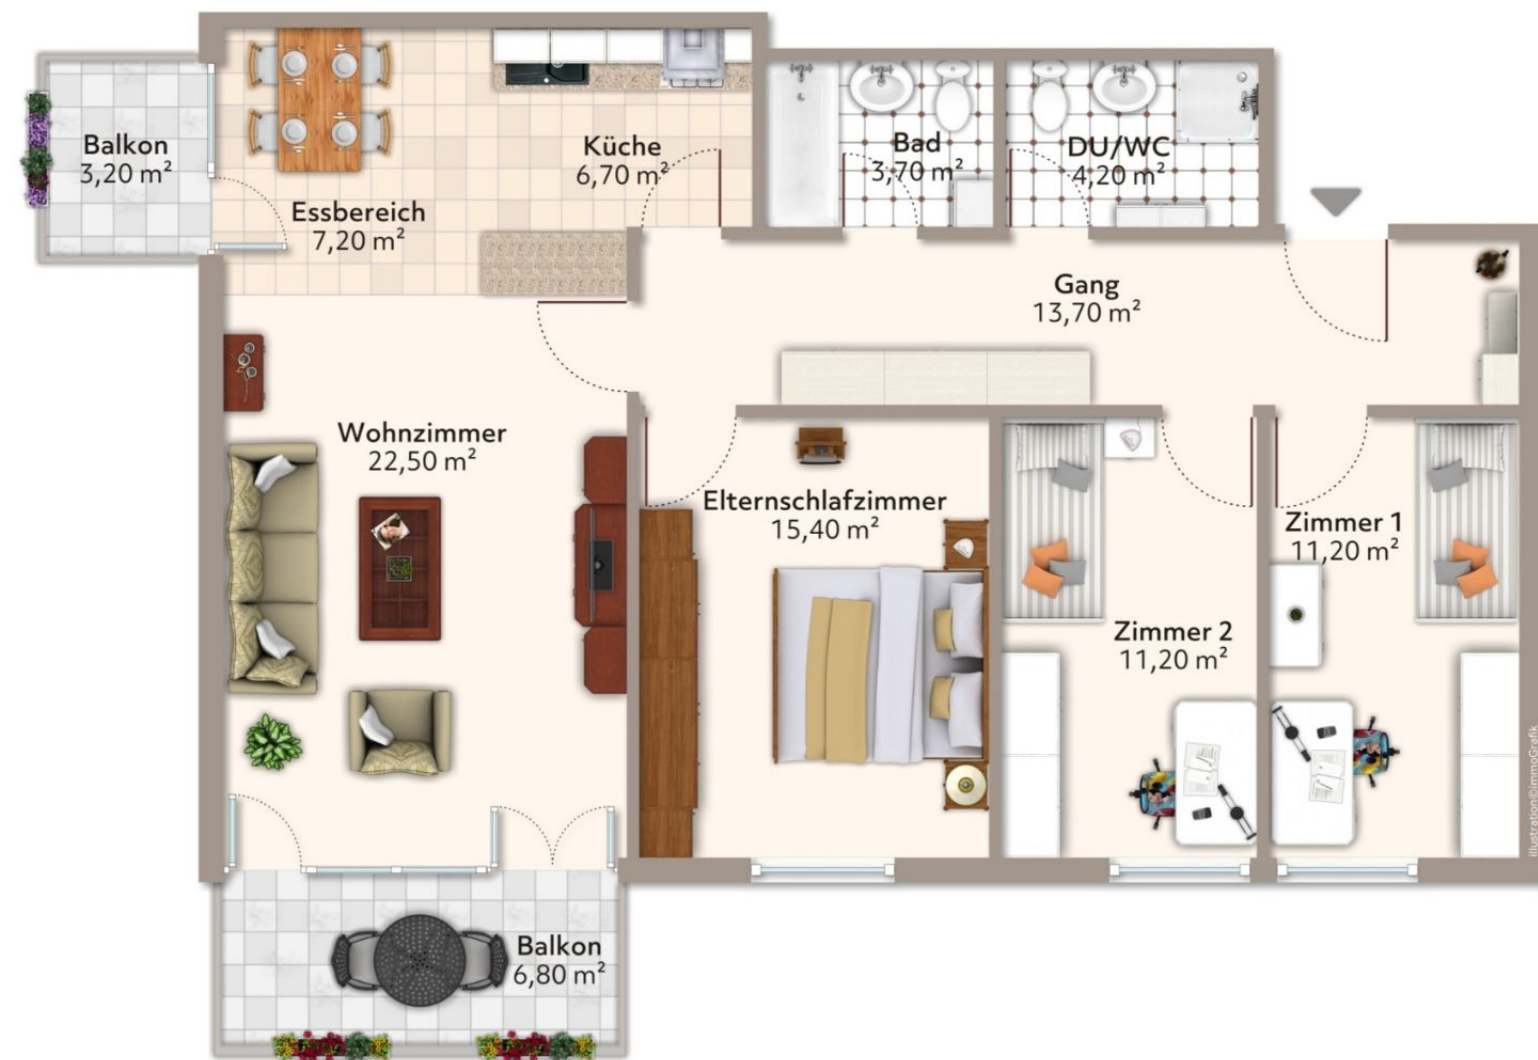 Balkon
3,20 m²
Essbereich
7,20 m²
Küche
6,70 m²
Bad
3,70 m²
DU/WC
4,20 m²
Gang
13,70 m²
Wohnzimmer
22,50 m²
Elternschlafzimmer
15,40 m²
Zimmer 2
11,20 m²
Zimmer 1
11,20 m²
Balkon
6,80 m²
illustration©immoGrafik